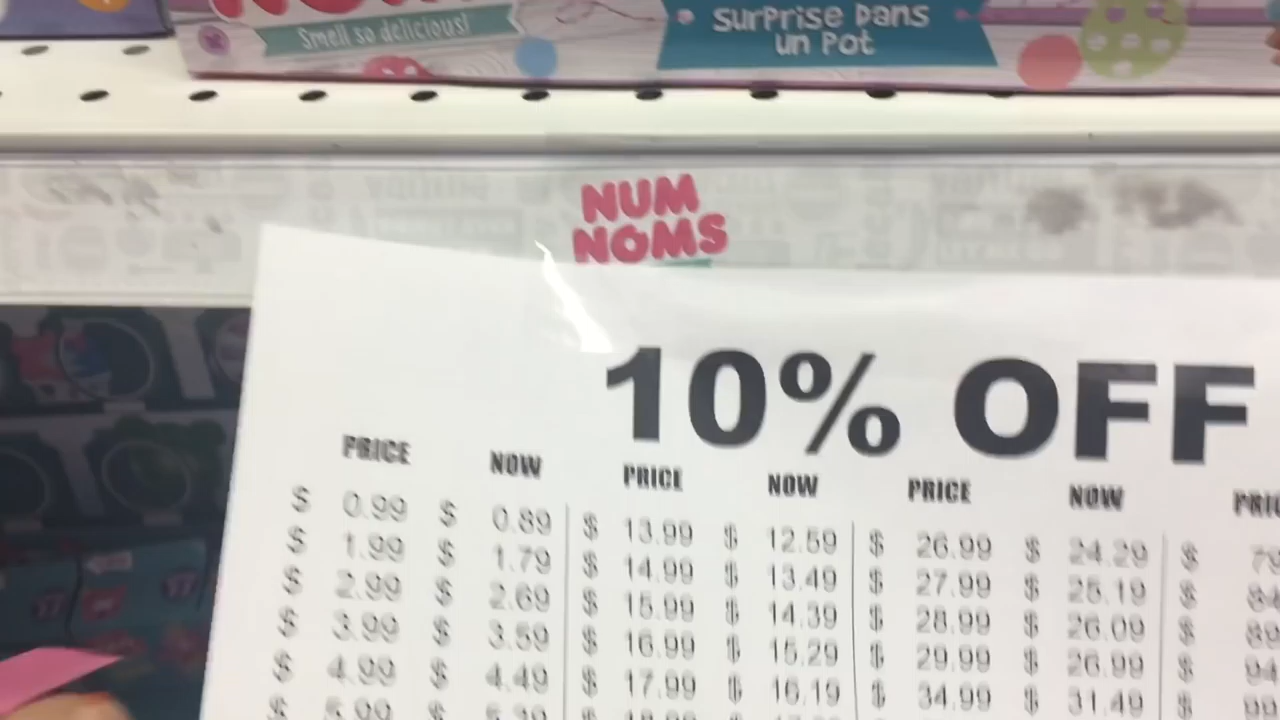 Smell so delicious!
Surprise dans
un Pot
NUM
NOMS
10% OFF
PRICE NOW PRICE NOW PRICE NOW
$ 0.99 $ 0.89 $ 13.99 $ 12.59 $ 26.99 $ 24.29 $
$ 1.99 $ 1.79 $ 14.99 $ 13.49 $ 27.99 $ 25.19 $
$ 2.99 $ 2.69 $ 15.99 $ 14.39 $ 28.99 $ 26.09 $
$ 3.99 $ 3.59 $ 16.99 $ 15.29 $ 29.99 $ 26.99 $
$ 4.99 $ 4.49 $ 17.99 $ 16.19 $ 34.99 $ 31.49 $